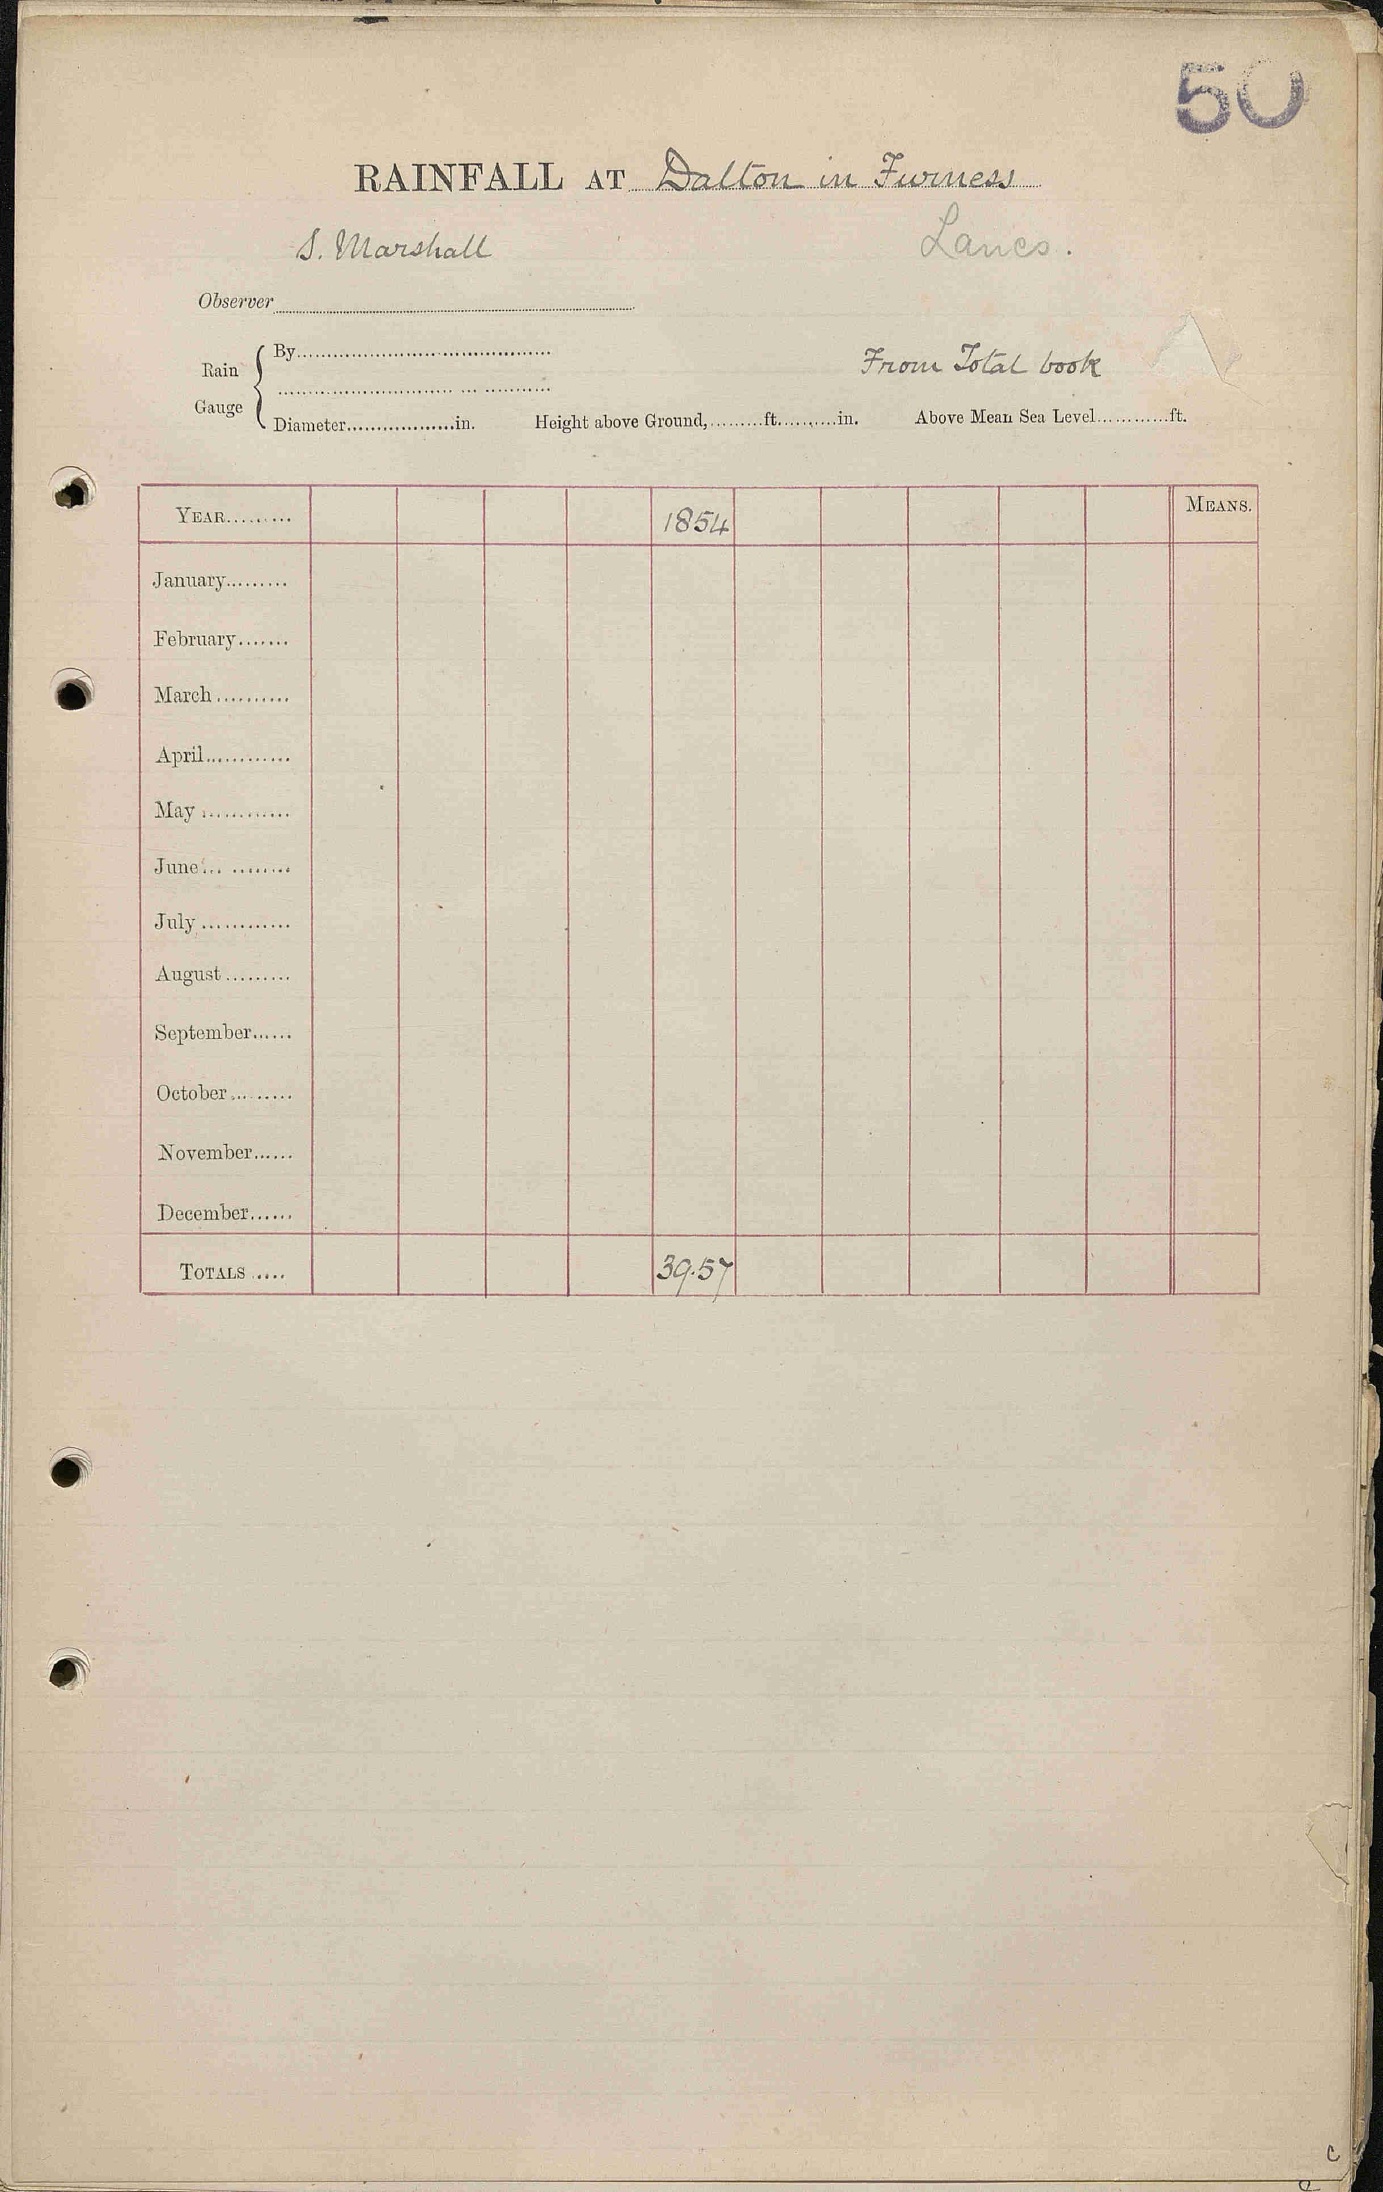 50
RAINFALL AT Dalton in Furness
S. Marshall Lancs.
Observer
Rain Gauge { By
From Total book
Diameter in. Height above Ground, ft. in. Above Mean Sea Level ft.
YEAR 1854 MEANS.
January
February
March
April
May
June
July
August
September
October
November
December
TOTALS 39.57
c